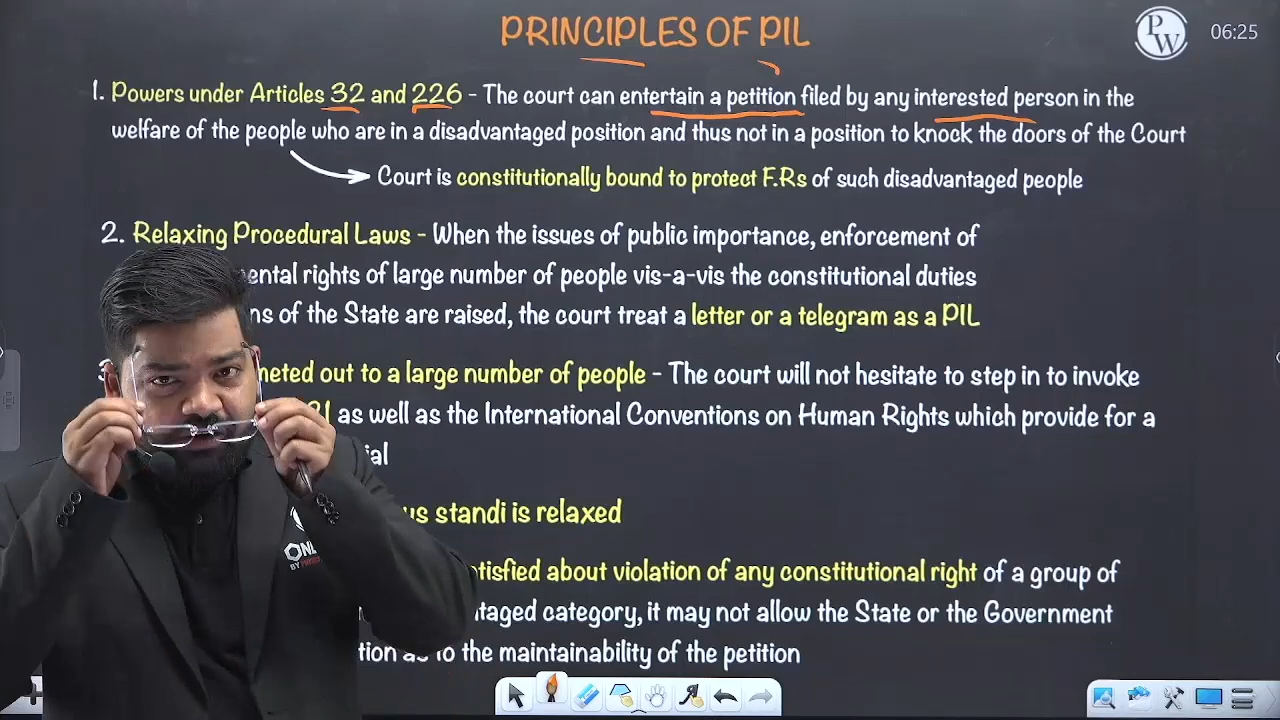 PRINCIPLES OF PIL
PW 06:25
1. Powers under Articles 32 and 226 - The court can entertain a petition filed by any interested person in the
welfare of the people who are in a disadvantaged position and thus not in a position to knock the doors of the Court
Court is constitutionally bound to protect F.Rs of such disadvantaged people
2. Relaxing Procedural Laws - When the issues of public importance, enforcement of
ental rights of large number of people vis-a-vis the constitutional duties
ns of the State are raised, the court treat a letter or a telegram as a PIL
meted out to a large number of people - The court will not hesitate to step in to invoke
as well as the International Conventions on Human Rights which provide for a
ial
us standi is relaxed
tisfied about violation of any constitutional right of a group of
taged category, it may not allow the State or the Government
tion as to the maintainability of the petition